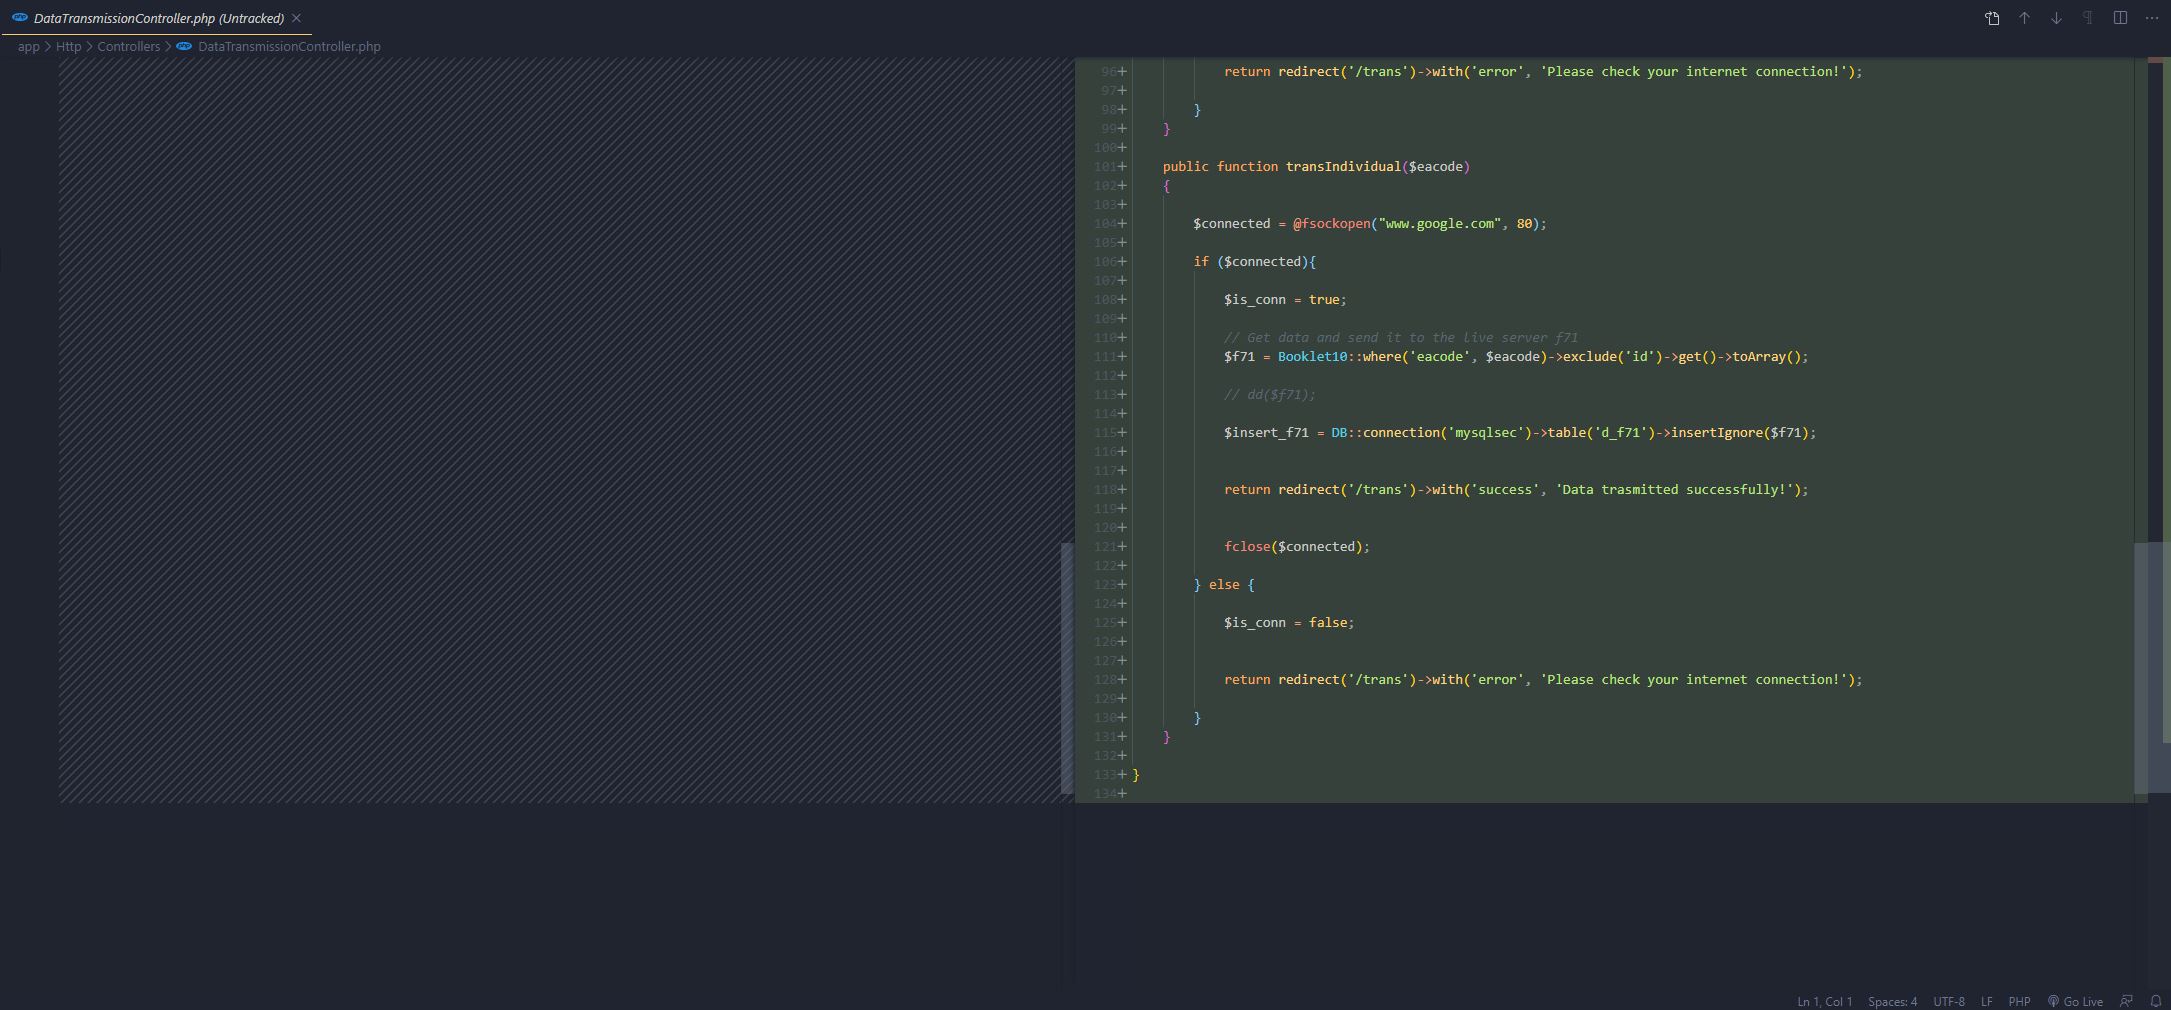 php DataTransmissionController.php (Untracked)
app > Http > Controllers > php DataTransmissionController.php
96+ return redirect('/trans')->with('error', 'Please check your internet connection!');
97+
98+ }
99+ }
100+
101+ public function transIndividual($eacode)
102+ {
103+
104+ $connected = @fsockopen("www.google.com", 80);
105+
106+ if ($connected){
107+
108+ $is_conn = true;
109+
110+ // Get data and send it to the live server f71
111+ $f71 = Booklet10::where('eacode', $eacode)->exclude('id')->get()->toArray();
112+
113+ // dd($f71);
114+
115+ $insert_f71 = DB::connection('mysqlsec')->table('d_f71')->insertIgnore($f71);
116+
117+
118+ return redirect('/trans')->with('success', 'Data trasmitted successfully!');
119+
120+
121+ fclose($connected);
122+
123+ } else {
124+
125+ $is_conn = false;
126+
127+
128+ return redirect('/trans')->with('error', 'Please check your internet connection!');
129+
130+ }
131+ }
132+
133+ }
134+
Ln 1, Col 1 Spaces: 4 UTF-8 LF PHP Go Live